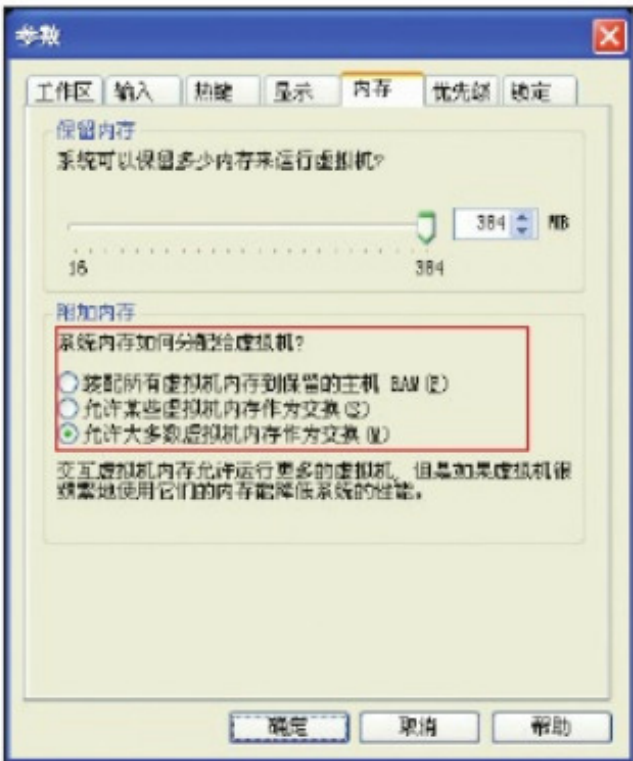 参数
工作区 输入 热键 显示 内存 优先级 锁定
保留内存
系统可以保留多少内存来运行虚拟机?
384 MB
16 384
附加内存
系统内存如何分配给虚拟机?
装配所有虚拟机内存到保留的主机 RAM(F)
允许某些虚拟机内存作为交换(S)
允许大多数虚拟机内存作为交换(M)
交互虚拟机内存允许运行更多的虚拟机,但是如果虚拟机很
频繁地使用它们的内存能降低系统的性能。
确定 取消 帮助